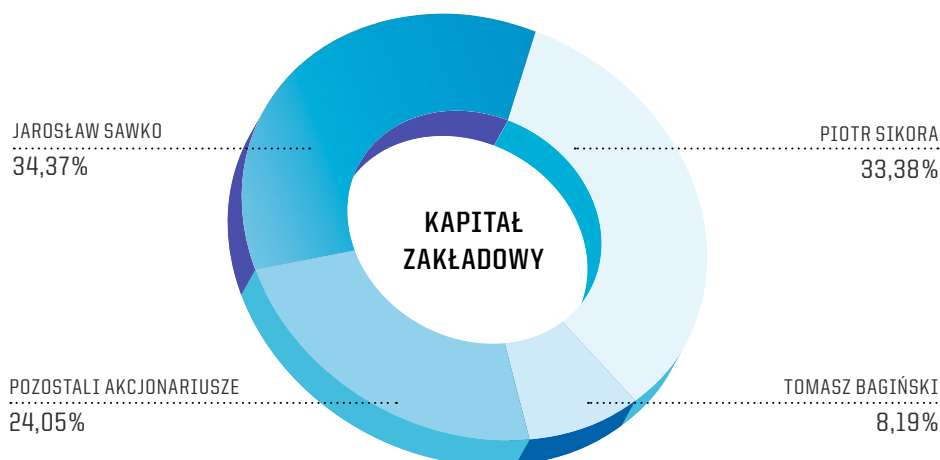 JAROSŁAW SAWKO
34,37%
PIOTR SIKORA
33,38%
KAPITAŁ
ZAKŁADOWY
POZOSTALI AKCJONARIUSZE
24,05%
TOMASZ BAGIŃSKI
8,19%